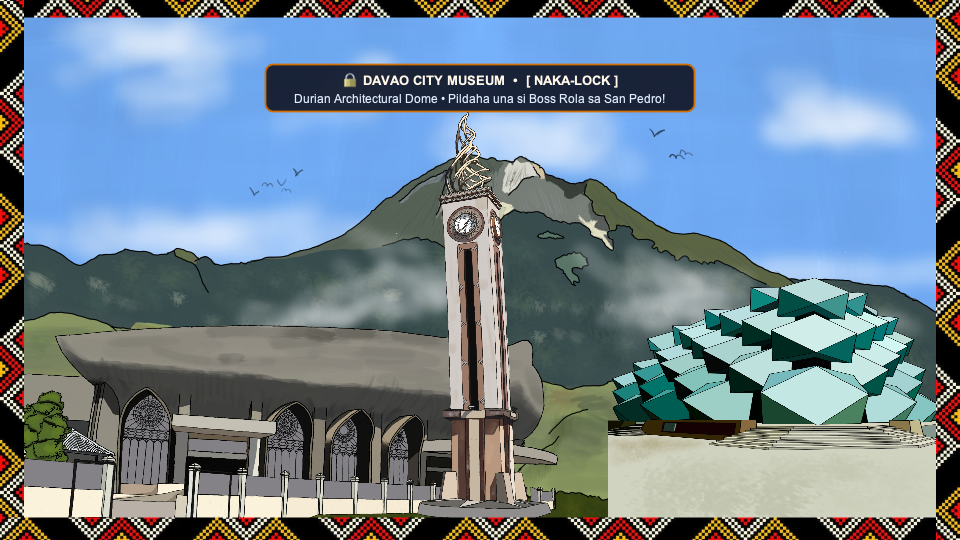 🔒 DAVAO CITY MUSEUM • [ NAKA-LOCK ]
Durian Architectural Dome • Pildaha una si Boss Rola sa San Pedro!